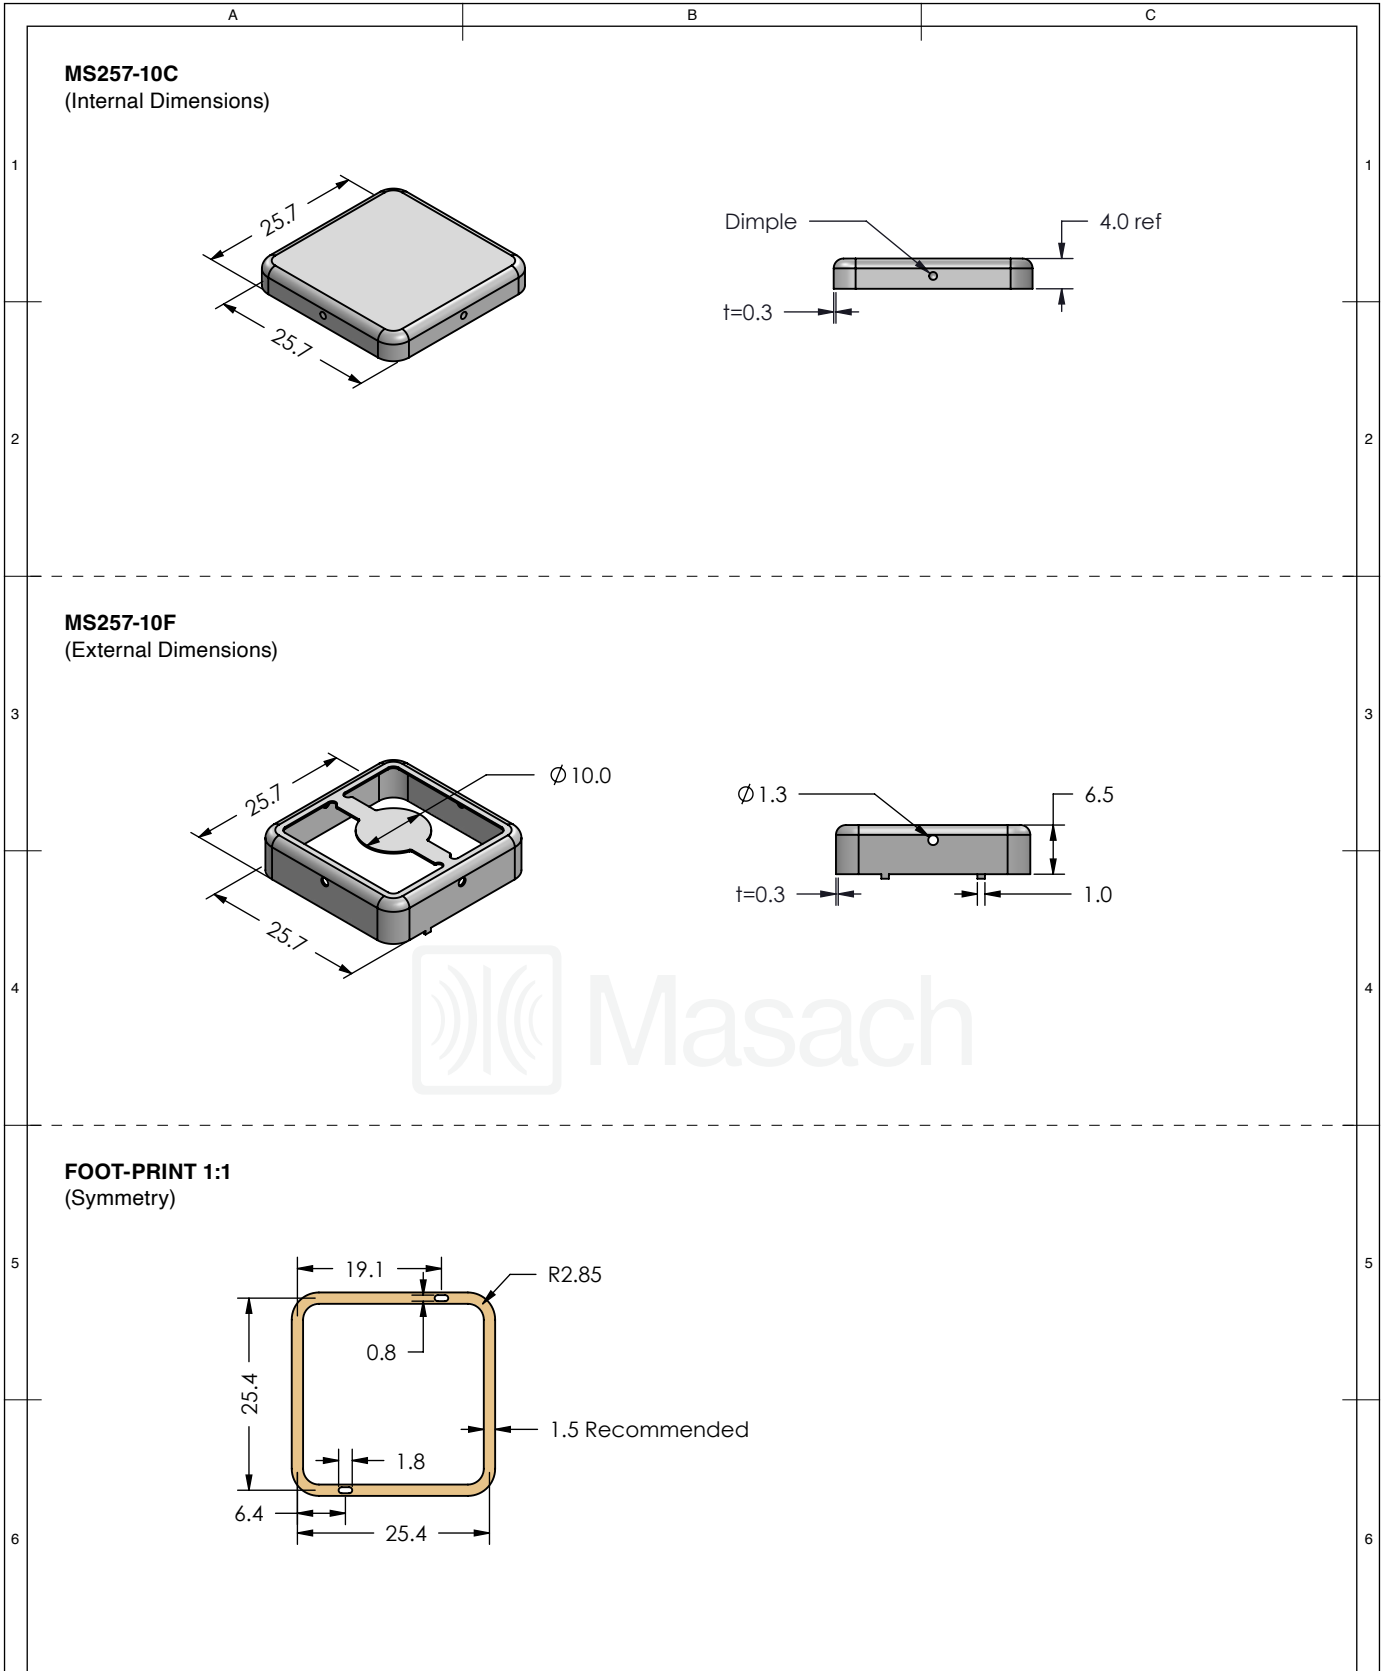 A B C
MS257-10C
(Internal Dimensions)
1 1
25.7
Dimple
4.0 ref
t=0.3
25.7
2 2
MS257-10F
(External Dimensions)
3 3
25.7
Ø10.0
Ø1.3
6.5
t=0.3
1.0
25.7
Masach
4 4
FOOT-PRINT 1:1
(Symmetry)
5 5
19.1
R2.85
0.8
25.4
1.5 Recommended
1.8
6.4
25.4
6 6